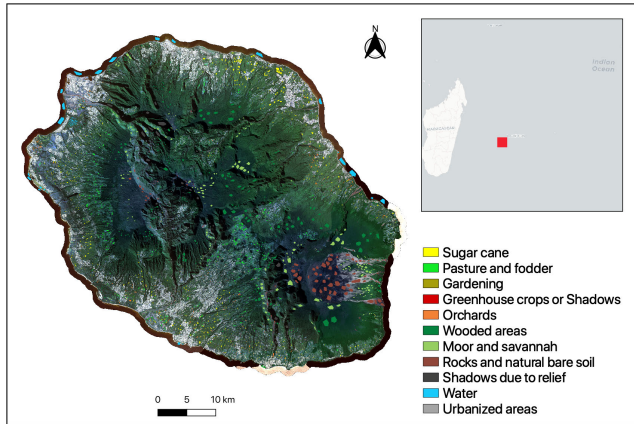 N
Indian
Ocean
MADAGASCAR
Sugar cane
Pasture and fodder
Gardening
Greenhouse crops or Shadows
Orchards
Wooded areas
Moor and savannah
Rocks and natural bare soil
Shadows due to relief
Water
Urbanized areas
0 5 10 km